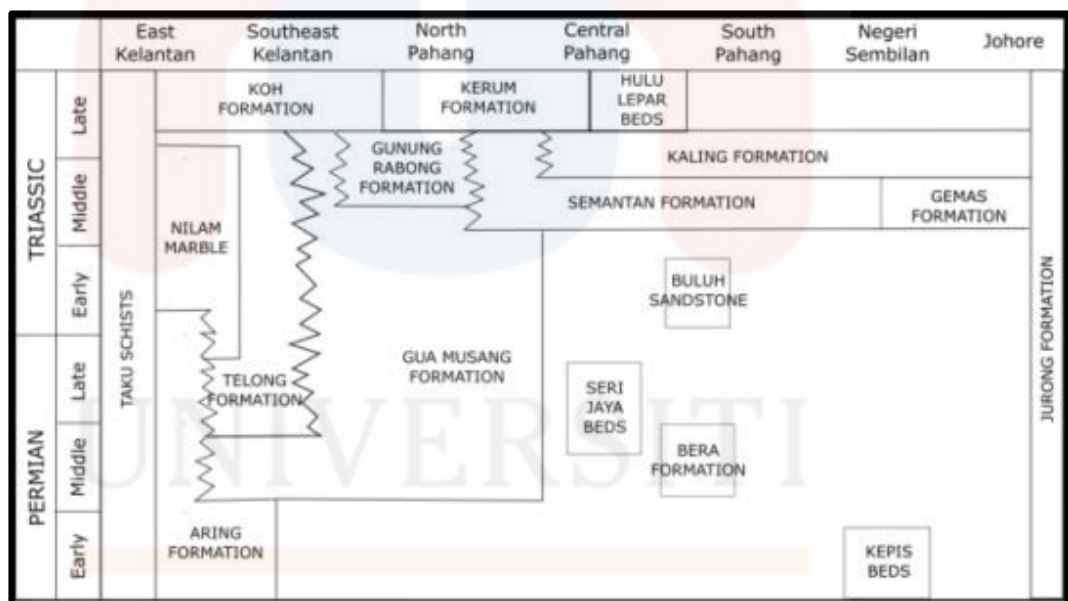 East
Kelantan
Southeast
Kelantan
North
Pahang
Central
Pahang
South
Pahang
Negeri
Sembilan
Johore
TRIASSIC
Late
Middle
Early
PERMIAN
Late
Middle
Early
TAKU SCHISTS
KOH
FORMATION
KERUM
FORMATION
HULU
LEPAR
BEDS
GUNUNG
RABONG
FORMATION
KALING FORMATION
SEMANTAN FORMATION
GEMAS
FORMATION
NILAM
MARBLE
BULUH
SANDSTONE
TELONG
FORMATION
GUA MUSANG
FORMATION
SERI
JAYA
BEDS
BERA
FORMATION
ARING
FORMATION
KEPIS
BEDS
JURONG FORMATION
UNIVERSITI